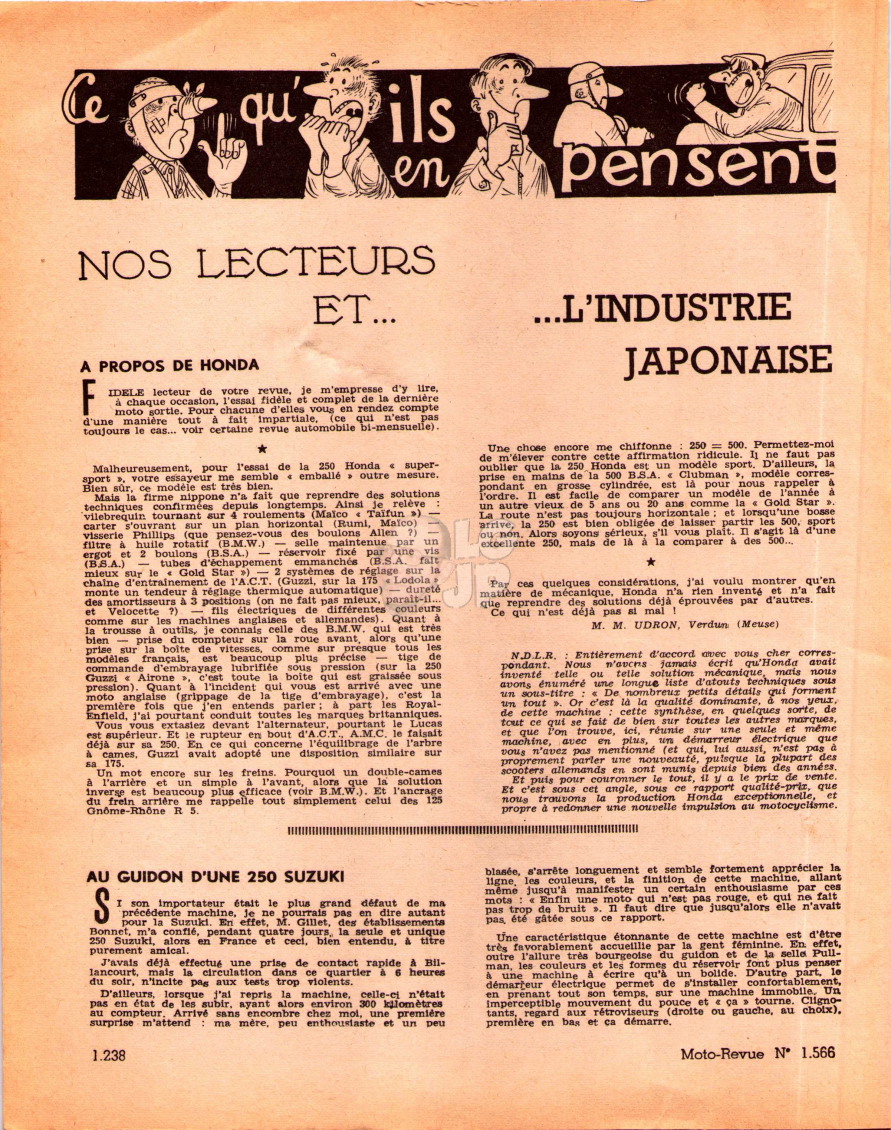 Ce qu'ils en pensent
NOS LECTEURS
ET...
...L'INDUSTRIE
JAPONAISE
A PROPOS DE HONDA
FIDELE lecteur de votre revue, je m'empresse d'y lire,
à chaque occasion, l'essai fidèle et complet de la dernière
moto sortie. Pour chacune d'elles vous en rendez compte
d'une manière tout à fait impartiale, (ce qui n'est pas
toujours le cas... voir certaine revue automobile bi-mensuelle).
★
Malheureusement, pour l'essai de la 250 Honda « super-
sport », votre essayeur me semble « emballé » outre mesure.
Bien sûr, ce modèle est très bien.
Mais la firme nippone n'a fait que reprendre des solutions
techniques confirmées depuis longtemps. Ainsi je relève :
vilebrequin tournant sur 4 roulements (Maïco « Taïfun ») —
carter s'ouvrant sur un plan horizontal (Rumi, Maïco) —
visserie Phillips (que pensez-vous des boulons Allen ?) —
filtre à huile rotatif (B.M.W.) — selle maintenue par un
ergot et 2 boulons (B.S.A.) — réservoir fixé par une vis
(B.S.A.) — tubes d'échappement emmanchés (B.S.A. fait
mieux sur le « Gold Star ») — 2 systèmes de réglage sur la
chaîne d'entraînement de l'A.C.T. (Guzzi, sur la 175 « Lodola »
monte un tendeur à réglage thermique automatique — dureté
des amortisseurs à 3 positions (on ne fait pas mieux, paraît-il...
et Velocette ?) — fils électriques de différentes couleurs
comme sur les machines anglaises et allemandes). Quant à
la trousse à outils, je connais celle des B.M.W. qui est très
bien — prise du compteur sur la roue avant, alors qu'une
prise sur la boîte de vitesses, comme sur presque tous les
modèles français, est beaucoup plus précise — tige de
commande d'embrayage lubrifiée sous pression (sur la 250
Guzzi « Airone », c'est toute la boîte qui est graissée sous
pression). Quant à l'incident qui vous est arrivé avec une
moto anglaise (grippage de la tige d'embrayage), c'est la
première fois que j'en entends parler ; à part les Royal-
Enfield, j'ai pourtant conduit toutes les marques britanniques.
Vous vous extasiez devant l'alternateur, pourtant le Lucas
est supérieur. Et le rupteur en bout d'A.C.T., A.M.C. le faisait
déjà sur sa 250. En ce qui concerne l'équilibrage de l'arbre
à cames, Guzzi avait adopté une disposition similaire sur
sa 175.
Un mot encore sur les freins. Pourquoi un double-cames
à l'arrière et un simple à l'avant, alors que la solution
inverse est beaucoup plus efficace (voir B.M.W.). Et l'ancrage
du frein arrière me rappelle tout simplement celui des 125
Gnôme-Rhône R 5.
Une chose encore me chiffonne : 250 = 500. Permettez-moi
de m'élever contre cette affirmation ridicule. Il ne faut pas
oublier que la 250 Honda est un modèle sport. D'ailleurs, la
prise en mains de la 500 B.S.A. « Clubman », modèle corres-
pondant en grosse cylindrée, est là pour nous rappeler à
l'ordre. Il est facile de comparer un modèle de l'année à
un autre vieux de 5 ans ou 20 ans comme la « Gold Star ».
La route n'est pas toujours horizontale ; et lorsqu'une bosse
arrive, la 250 est bien obligée de laisser partir les 500, sport
ou non. Alors soyons sérieux, s'il vous plaît. Il s'agit là d'une
excellente 250, mais de là à la comparer à des 500...
★
Par ces quelques considérations, j'ai voulu montrer qu'en
matière de mécanique, Honda n'a rien inventé et n'a fait
que reprendre des solutions déjà éprouvées par d'autres.
Ce qui n'est déjà pas si mal !
M. M. UDRON, Verdun (Meuse)
N.D.L.R. : Entièrement d'accord avec vous cher corres-
pondant. Nous n'avons jamais écrit qu'Honda avait
inventé telle ou telle solution mécanique, mais nous
avons énuméré une longue liste d'atouts techniques sous
un sous-titre : « De nombreux petits détails qui forment
un tout ». Or c'est là la qualité dominante, à nos yeux,
de cette machine : cette synthèse, en quelques sorte, de
tout ce qui se fait de bien sur toutes les autres marques,
et que l'on trouve, ici, réunie sur une seule et même
machine, avec en plus, un démarreur électrique que
vous n'avez pas mentionné (et qui, lui aussi, n'est pas à
proprement parler une nouveauté, puisque la plupart des
scooters allemands en sont munis depuis bien des années.
Et puis pour couronner le tout, il y a le prix de vente.
Et c'est sous cet angle, sous ce rapport qualité-prix, que
nous trouvons la production Honda exceptionnelle, et
propre à redonner une nouvelle impulsion au motocyclisme.
AU GUIDON D'UNE 250 SUZUKI
SI son importateur était le plus grand défaut de ma
précédente machine, je ne pourrais pas en dire autant
pour la Suzuki. En effet, M. Gillet, des établissements
Bonnet, m'a confié, pendant quatre jours, la seule et unique
250 Suzuki, alors en France et ceci, bien entendu, à titre
purement amical.
J'avais déjà effectué une prise de contact rapide à Bil-
lancourt, mais la circulation dans ce quartier à 6 heures
du soir, n'incite pas aux tests trop violents.
D'ailleurs, lorsque j'ai repris la machine, celle-ci n'était
pas en état de les subir, ayant alors environ 300 kilomètres
au compteur. Arrivé sans encombre chez moi, une première
surprise m'attend : ma mère, peu enthousiaste et un peu
blasée, s'arrête longuement et semble fortement apprécier la
ligne, les couleurs, et la finition de cette machine, allant
même jusqu'à manifester un certain enthousiasme par ces
mots : « Enfin une moto qui n'est pas rouge, et qui ne fait
pas trop de bruit ». Il faut dire que jusqu'alors elle n'avait
pas été gâtée sous ce rapport.
Une caractéristique étonnante de cette machine est d'être
très favorablement accueillie par la gent féminine. En effet,
outre l'allure très bourgeoise du guidon et de la selle Pull-
man, les couleurs et les formes du réservoir font plus penser
à une machine à écrire qu'à un bolide. D'autre part, le
démarreur électrique permet de s'installer confortablement,
en prenant tout son temps, sur une machine immobile. Un
imperceptible mouvement du pouce et « ça » tourne. Cligno-
tants, regard aux rétroviseurs (droite ou gauche, au choix),
première en bas et ça démarre.
1.238
Moto-Revue N° 1.566